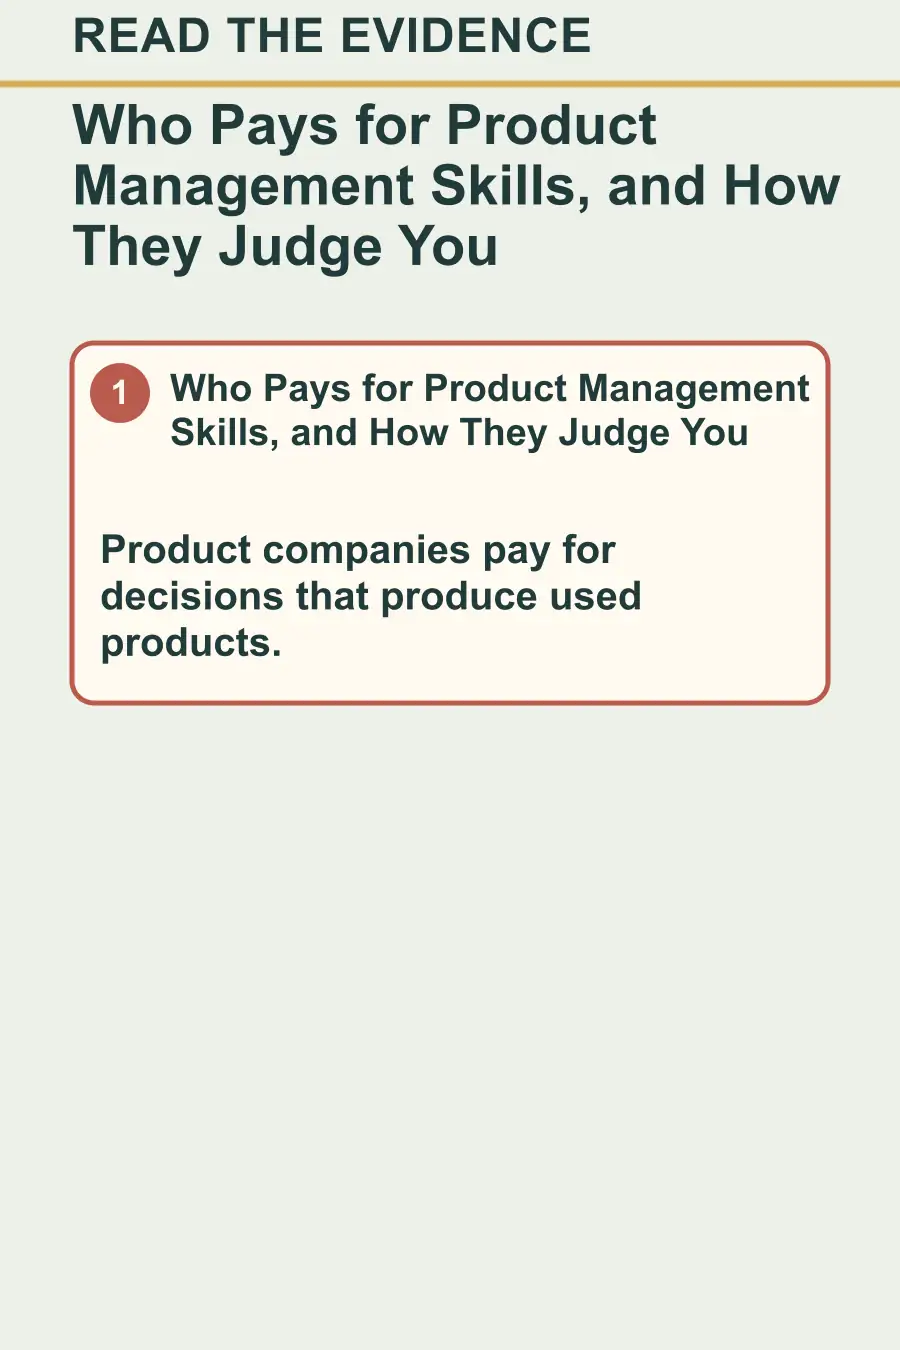 READ THE EVIDENCE
Who Pays for Product
Management Skills, and How
They Judge You
1
Who Pays for Product Management
Skills, and How They Judge You
Product companies pay for
decisions that produce used
products.